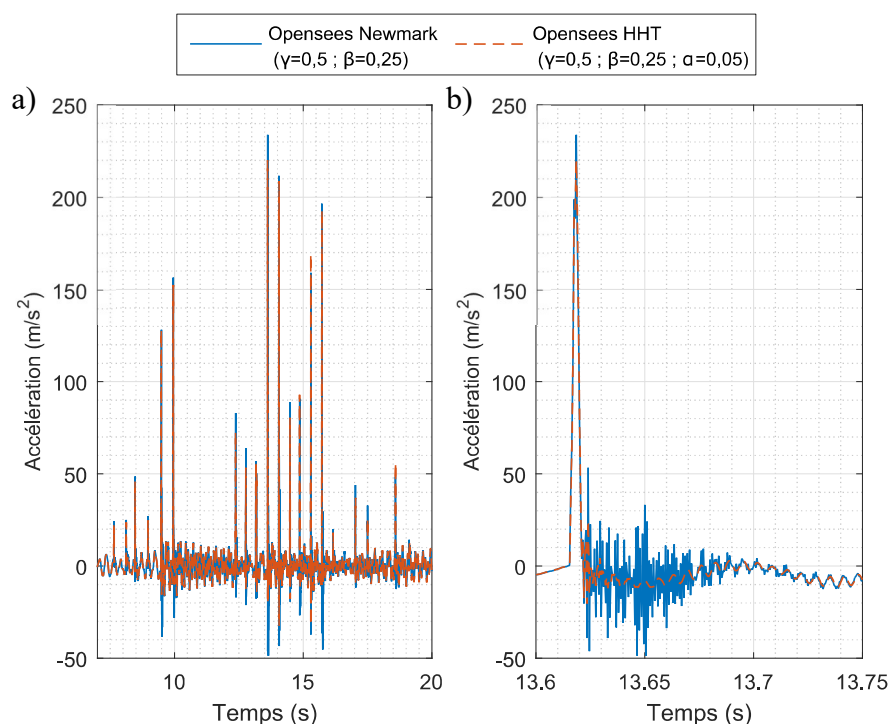 Opensees Newmark
(γ=0,5 ; β=0,25)
Opensees HHT
(γ=0,5 ; β=0,25 ; α=0,05)
a)
250
200
150
100
50
0
-50
Accélération (m/s²)
10
15
20
Temps (s)
b)
250
200
150
100
50
0
-50
Accélération (m/s²)
13.6
13.65
13.7
13.75
Temps (s)